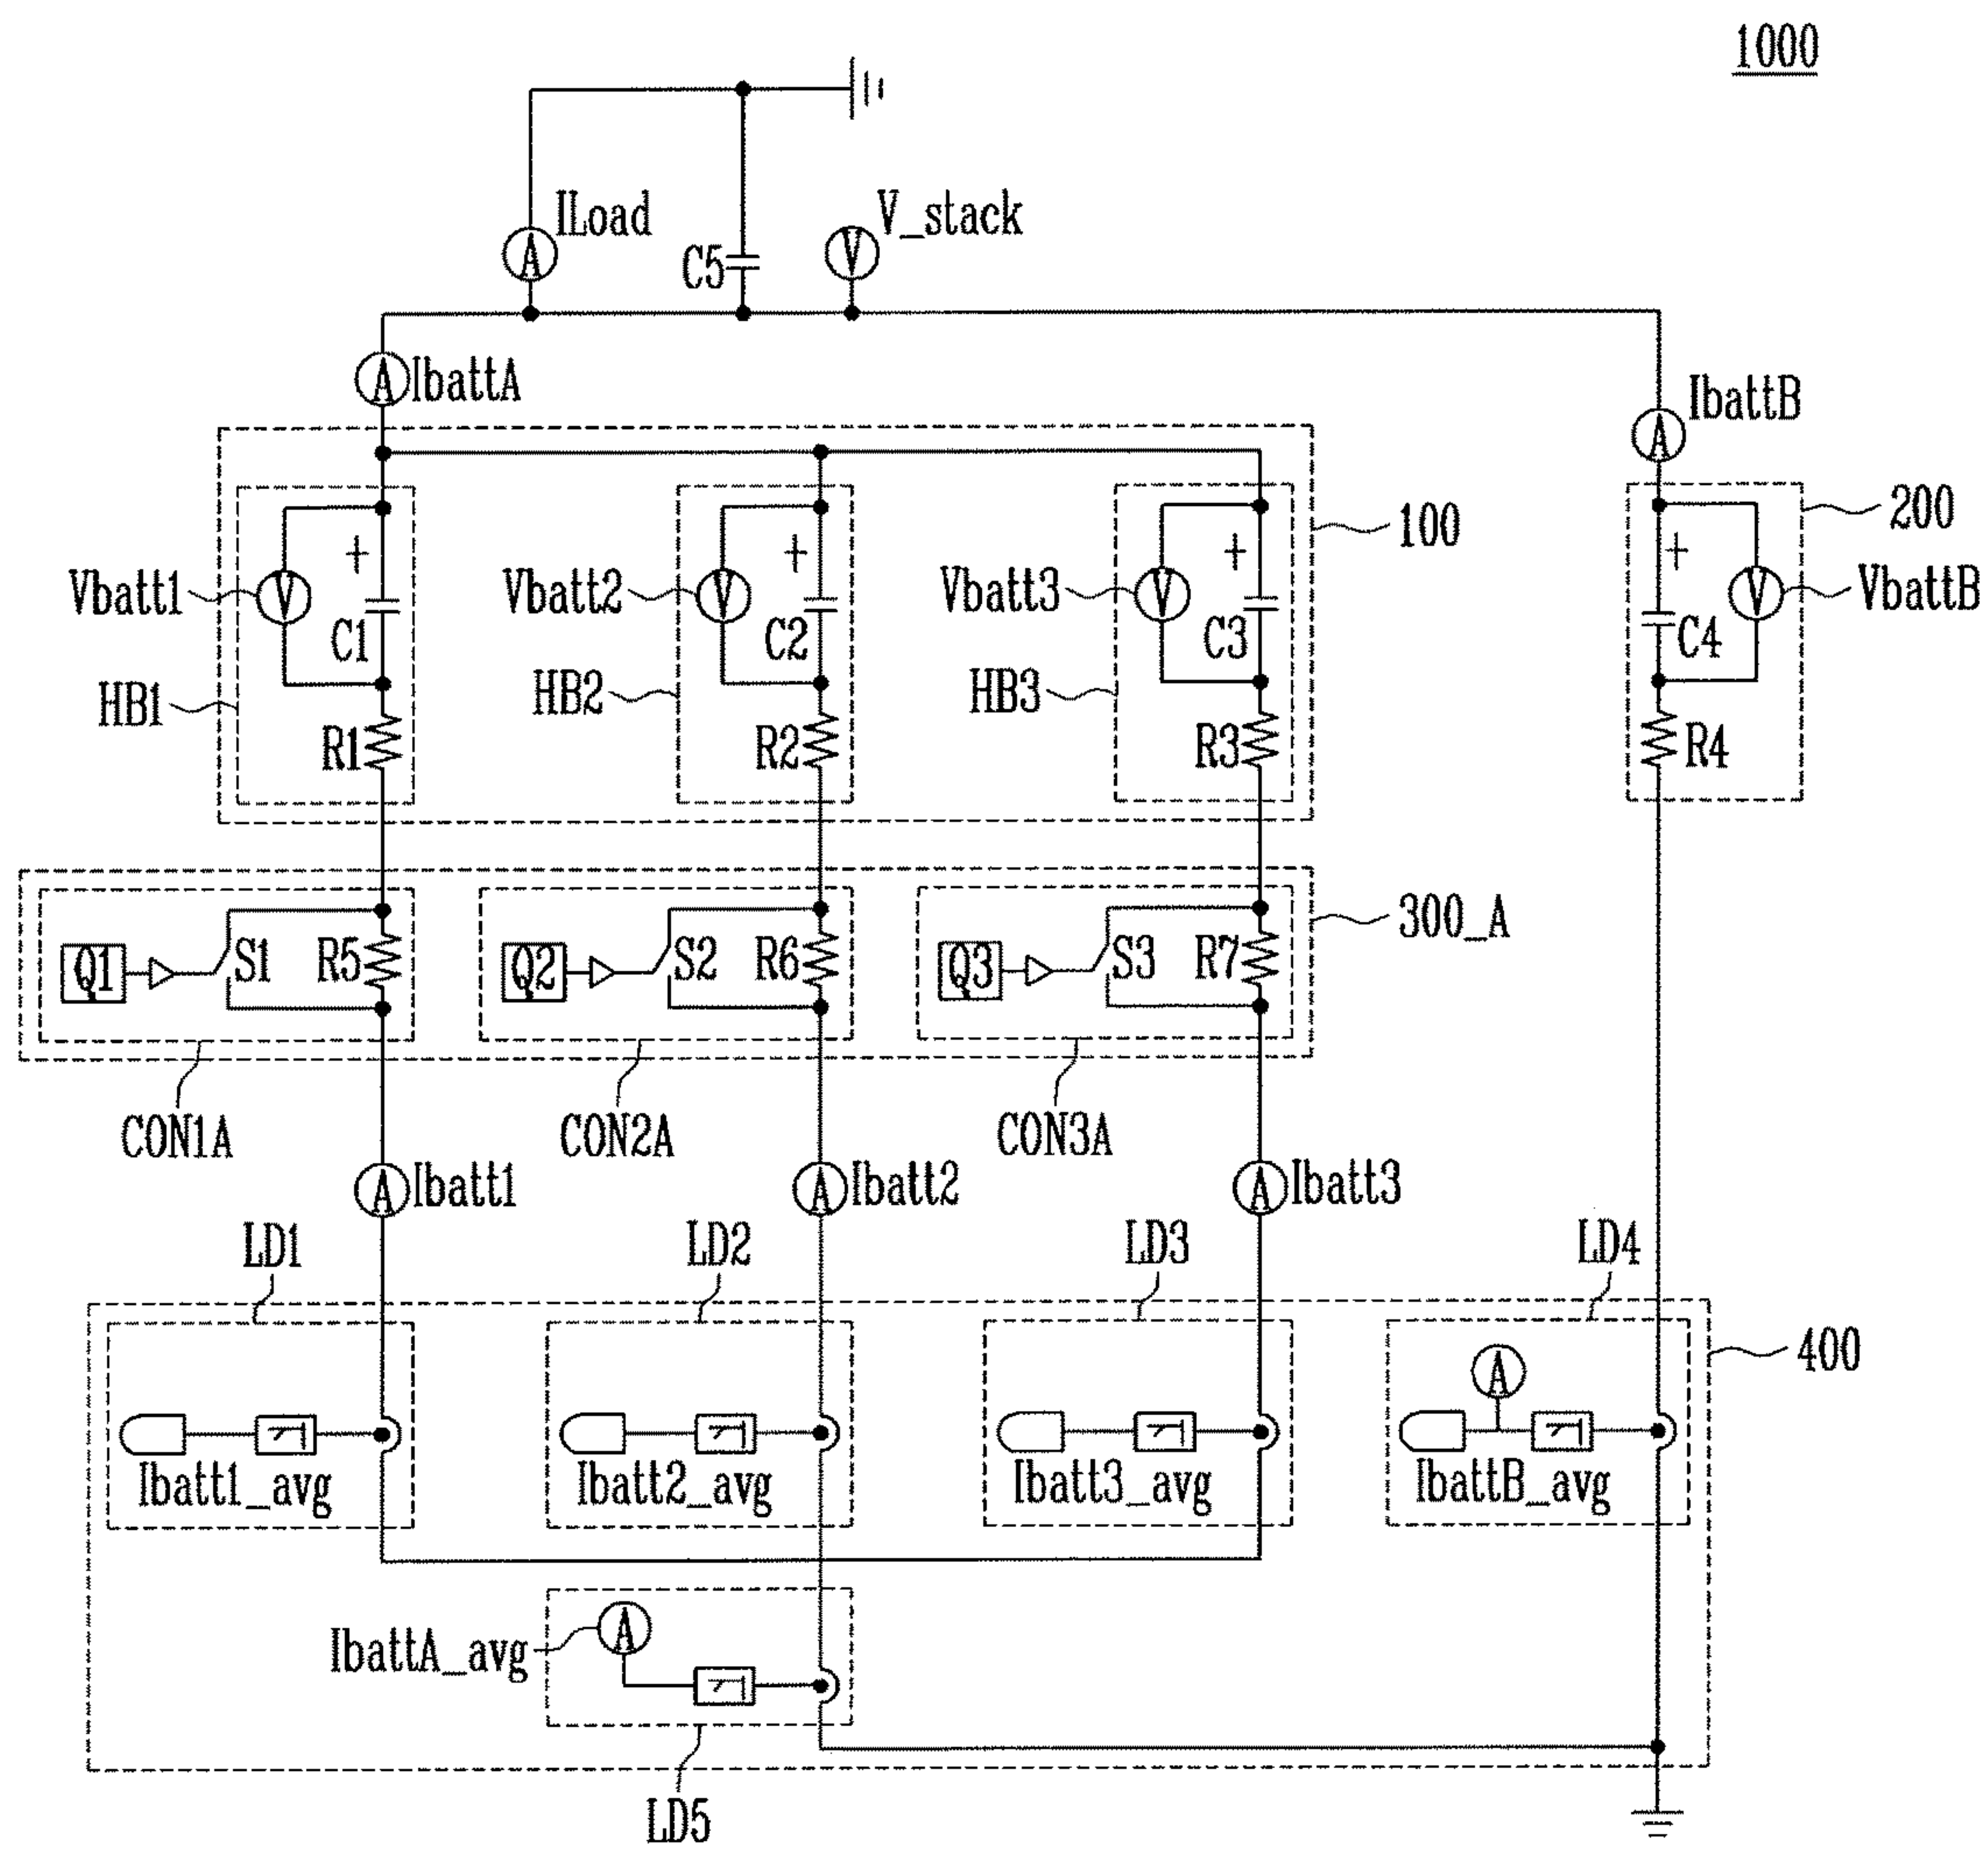 1000
ILoad
V_stack
A
C5
V
A
IbattA
IbattB
A
100
200
Vbatt1
V
+
C1
Vbatt2
V
+
C2
Vbatt3
V
+
C3
+
C4
V
VbattB
HB1
R1
HB2
R2
HB3
R3
R4
300_A
Q1
S1
R5
Q2
S2
R6
Q3
S3
R7
CON1A
CON2A
CON3A
A
Ibatt1
A
Ibatt2
A
Ibatt3
LD1
LD2
LD3
LD4
400
A
Ibatt1_avg
Ibatt2_avg
Ibatt3_avg
IbattB_avg
IbattA_avg
A
LD5